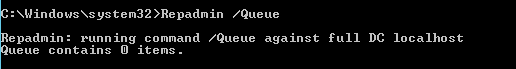 C:\Windows\system32>Repadmin /Queue
Repadmin: running command /Queue against full DC localhost
Queue contains 0 items.